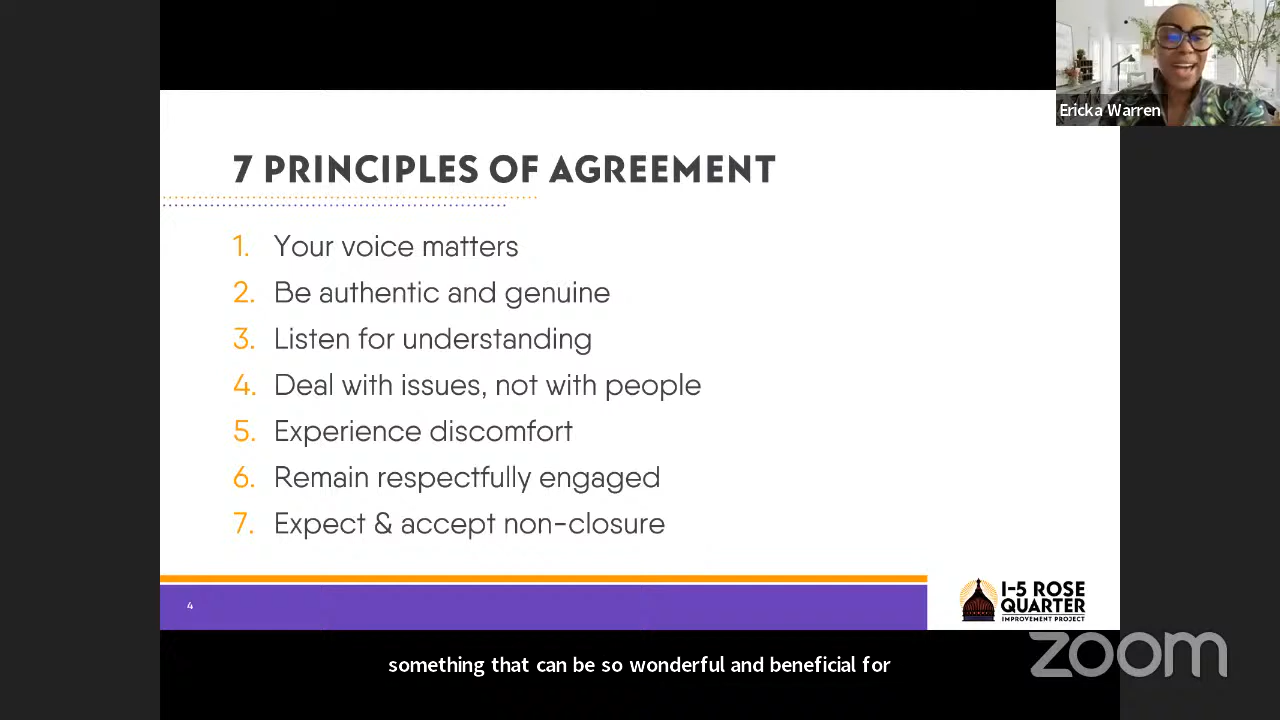 Ericka Warren
7 PRINCIPLES OF AGREEMENT
1. Your voice matters
2. Be authentic and genuine
3. Listen for understanding
4. Deal with issues, not with people
5. Experience discomfort
6. Remain respectfully engaged
7. Expect & accept non-closure
4
I-5 ROSE
QUARTER
IMPROVEMENT PROJECT
something that can be so wonderful and beneficial for
zoom